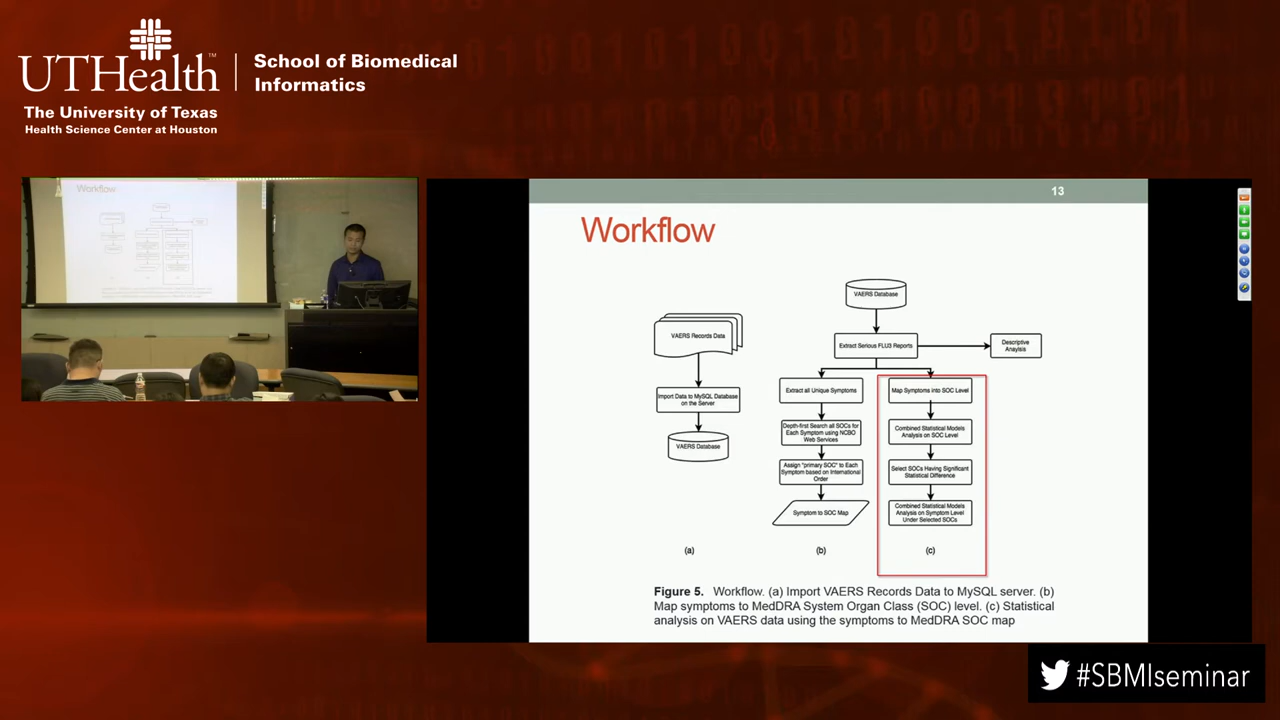 UTHealth™
School of Biomedical
Informatics
The University of Texas
Health Science Center at Houston
Workflow
13
Workflow
VAERS Database
VAERS Records Data
Extract Serious FLU3 Reports
Descriptive
Anaylsis
Import Data to MySQL Database
on the Server
Extract all Unique Symptoms
Map Symptoms into SOC Level
VAERS Database
Depth-first Search all SOCs for
Each Symptom using NCBO
Web Services
Combined Statistical Models
Analysis on SOC Level
Assign "primary SOC" to Each
Symptom based on International
Order
Select SOCs Having Significant
Statistical Difference
Symptom to SOC Map
Combined Statistical Models
Analysis on Symptom Level
Under Selected SOCs
(a)
(b)
(c)
Figure 5. Workflow. (a) Import VAERS Records Data to MySQL server. (b)
Map symptoms to MedDRA System Organ Class (SOC) level. (c) Statistical
analysis on VAERS data using the symptoms to MedDRA SOC map
#SBMIseminar